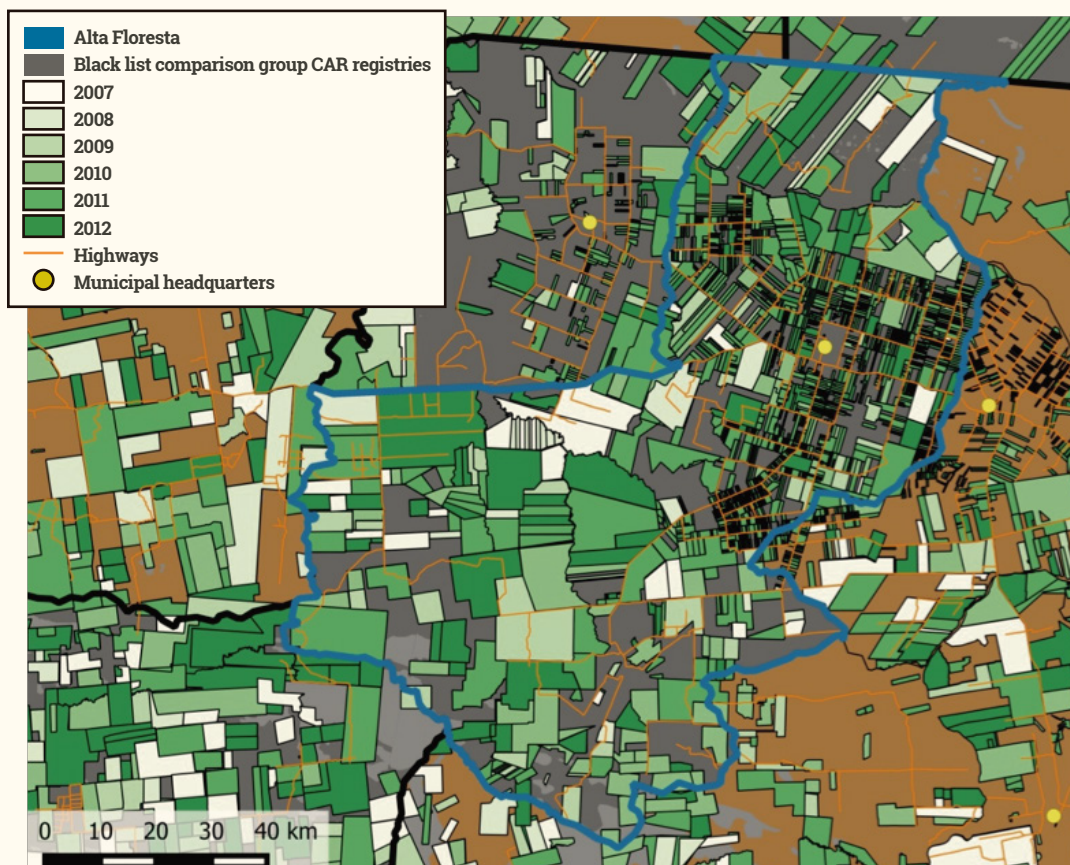 Alta Floresta
Black list comparison group CAR registries
2007
2008
2009
2010
2011
2012
Highways
Municipal headquarters
0 10 20 30 40 km